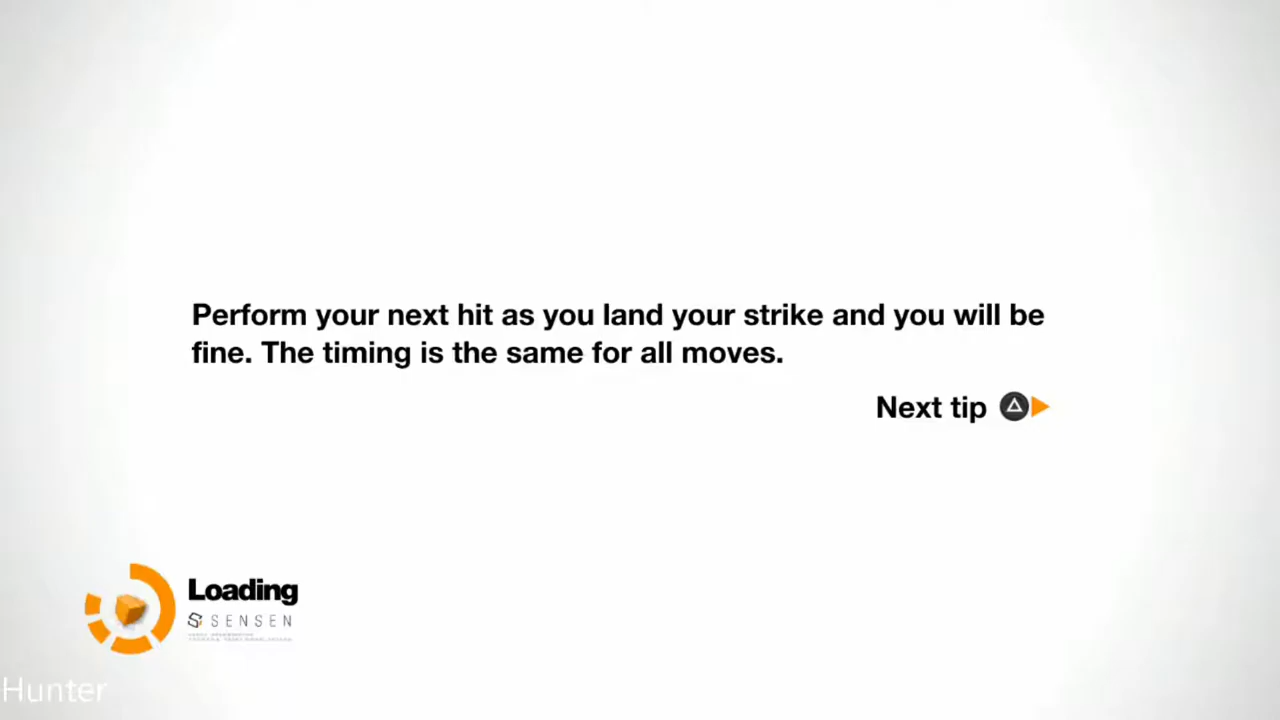 Perform your next hit as you land your strike and you will be
fine. The timing is the same for all moves.
Next tip
Loading
SENSEN
Hunter